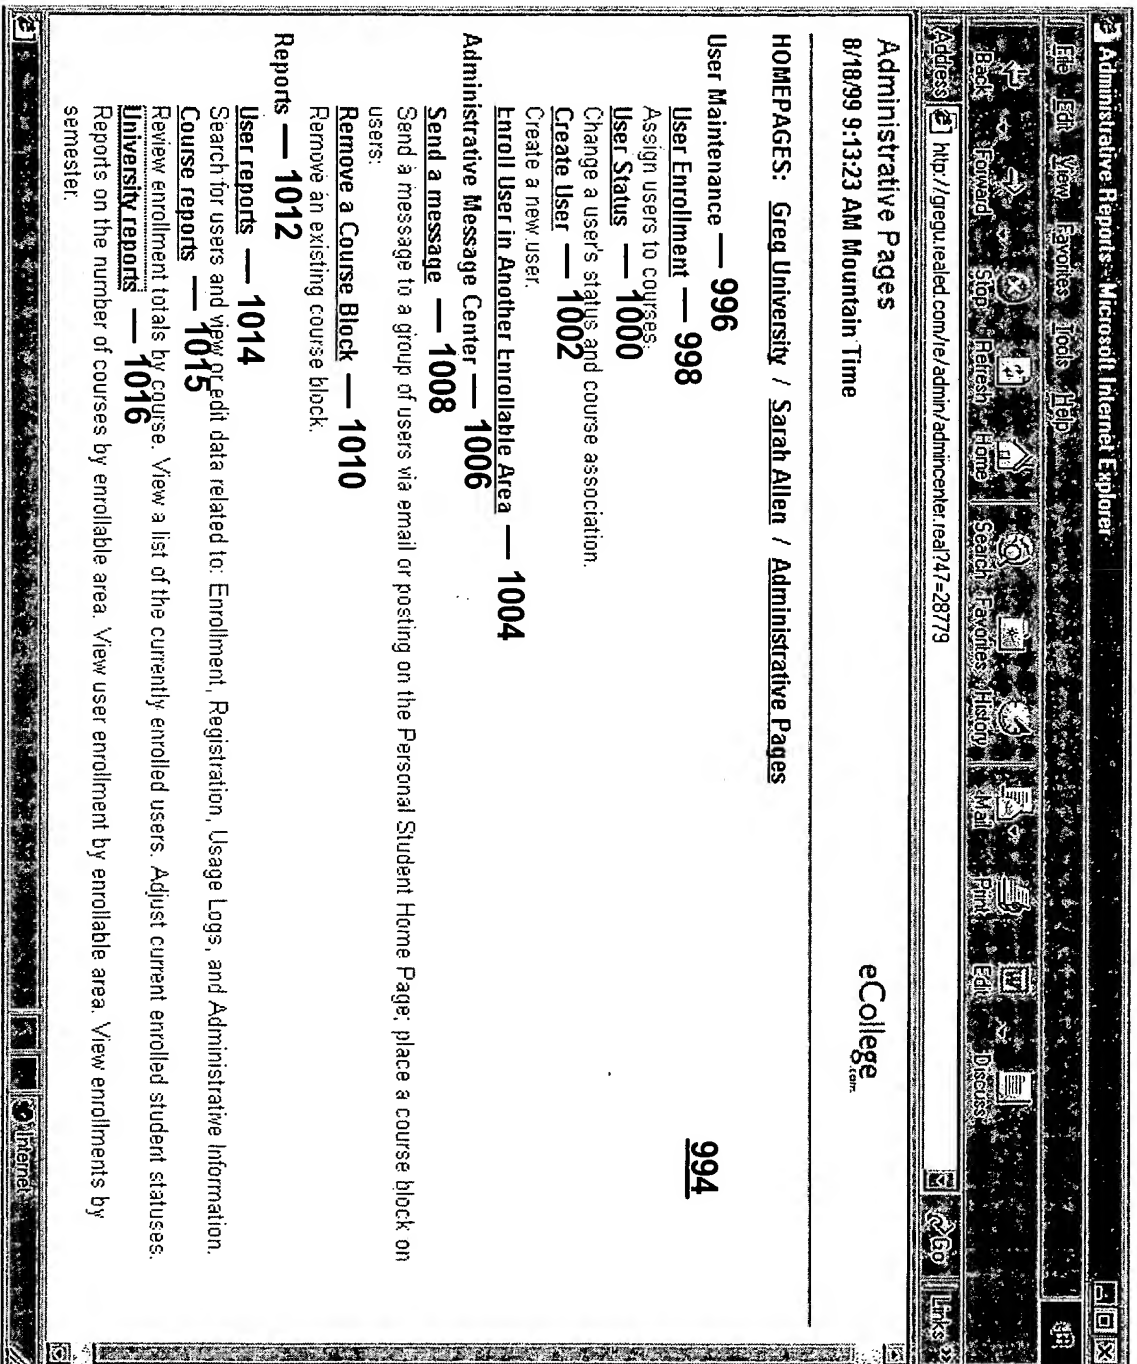 Administrative Reports - Microsoft Internet Explorer
File Edit View Favorites Tools Help
Back Forward Stop Refresh Home Search Favorites History Mail Print Edit Discuss
Address http://gregu.realed.com/re/admin/admincenter.real?47=28779 Go Links »
Administrative Pages
8/18/99 9:13:23 AM Mountain Time
eCollege.com
HOMEPAGES: Greg University / Sarah Allen / Administrative Pages
994
User Maintenance — 996
User Enrollment — 998
Assign users to courses.
User Status — 1000
Change a user's status and course association.
Create User — 1002
Create a new user.
Enroll User in Another Enrollable Area — 1004
Administrative Message Center — 1006
Send a message — 1008
Send a message to a group of users via email or posting on the Personal Student Home Page; place a course block on
users:
Remove a Course Block — 1010
Remove an existing course block.
Reports — 1012
User reports — 1014
Search for users and view or edit data related to: Enrollment, Registration, Usage Logs, and Administrative Information.
Course reports — 1015
Review enrollment totals by course. View a list of the currently enrolled users. Adjust current enrolled student statuses.
University reports — 1016
Reports on the number of courses by enrollable area. View user enrollment by enrollable area. View enrollments by
semester.
Internet